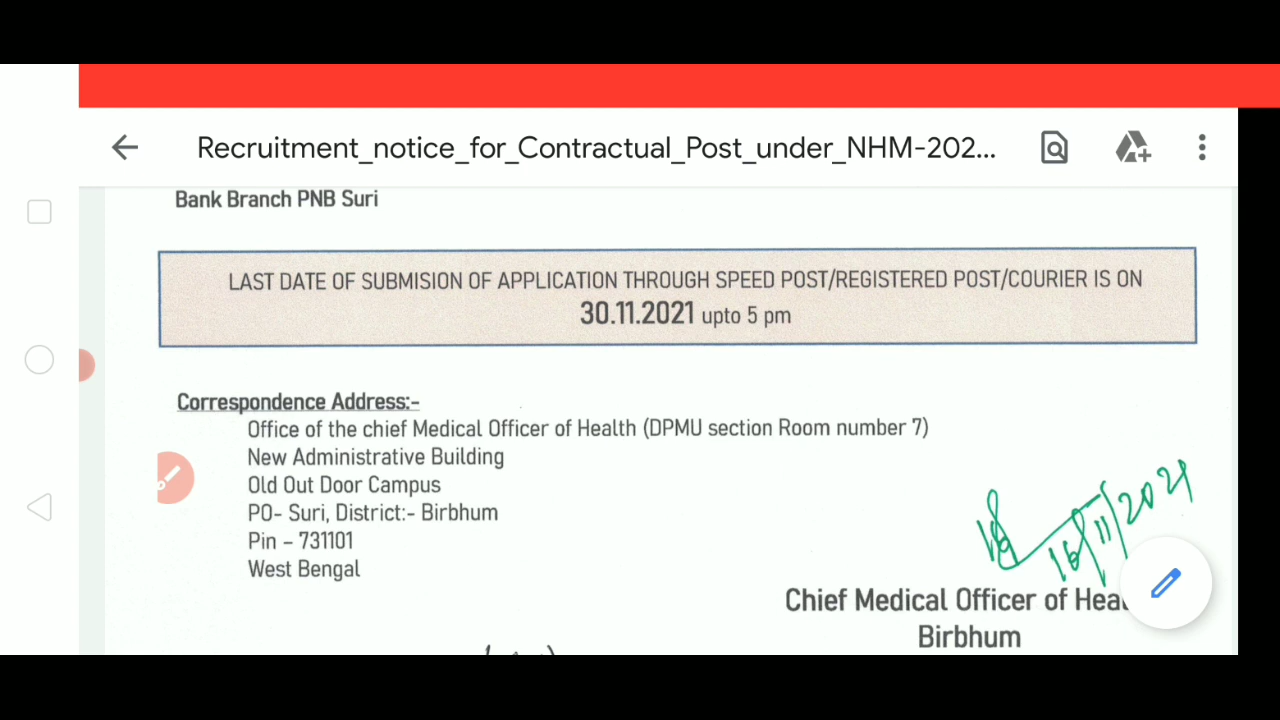 Recruitment_notice_for_Contractual_Post_under_NHM-202...
Bank Branch PNB Suri
LAST DATE OF SUBMISION OF APPLICATION THROUGH SPEED POST/REGISTERED POST/COURIER IS ON
30.11.2021 upto 5 pm
Correspondence Address:-
Office of the chief Medical Officer of Health (DPMU section Room number 7)
New Administrative Building
Old Out Door Campus
PO- Suri, District:- Birbhum
Pin – 731101
West Bengal
16/11/2021
Chief Medical Officer of Hea
Birbhum